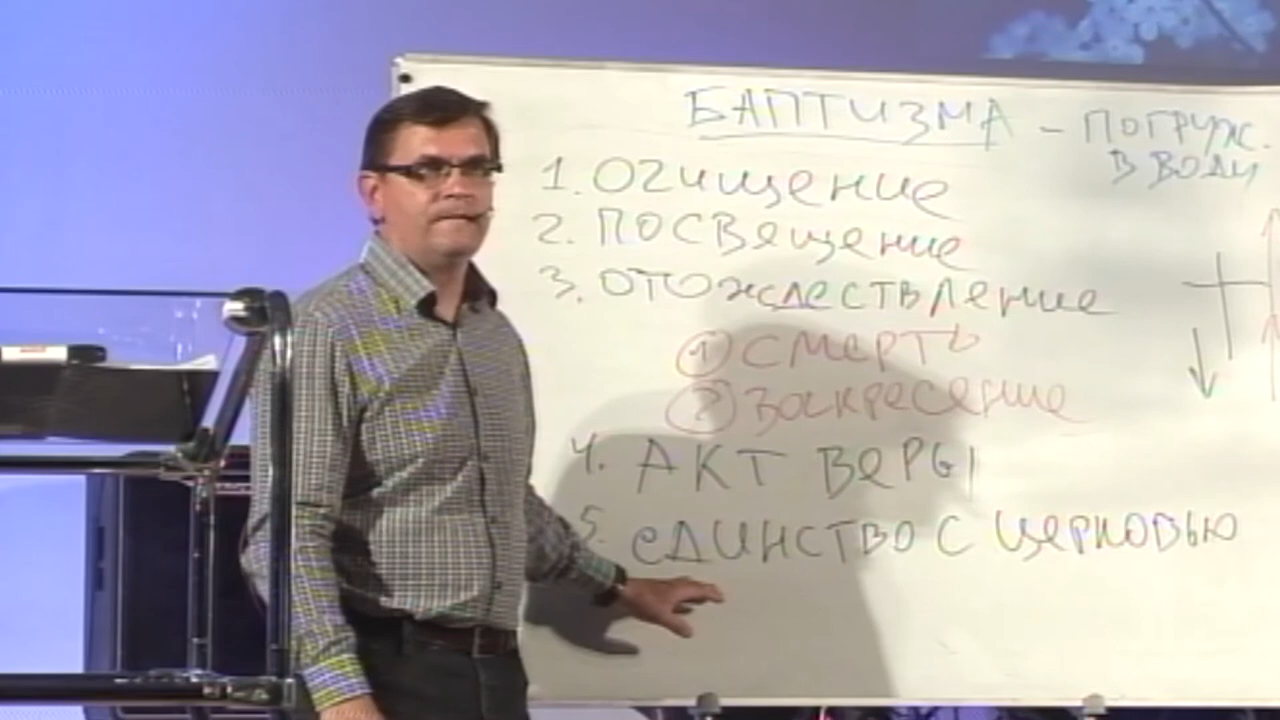 БАПТИЗМА - ПОГРУЖ.
В ВОДУ
1. ОЧИЩЕНИЕ
2. ПОСВЯЩЕНИЕ
3. ОТОЖДЕСТВЛЕНИЕ
1 СМЕРТЬ
2 ВОСКРЕСЕНИЕ
4. АКТ ВЕРЫ
5. ЕДИНСТВО С ЦЕРКОВЬЮ